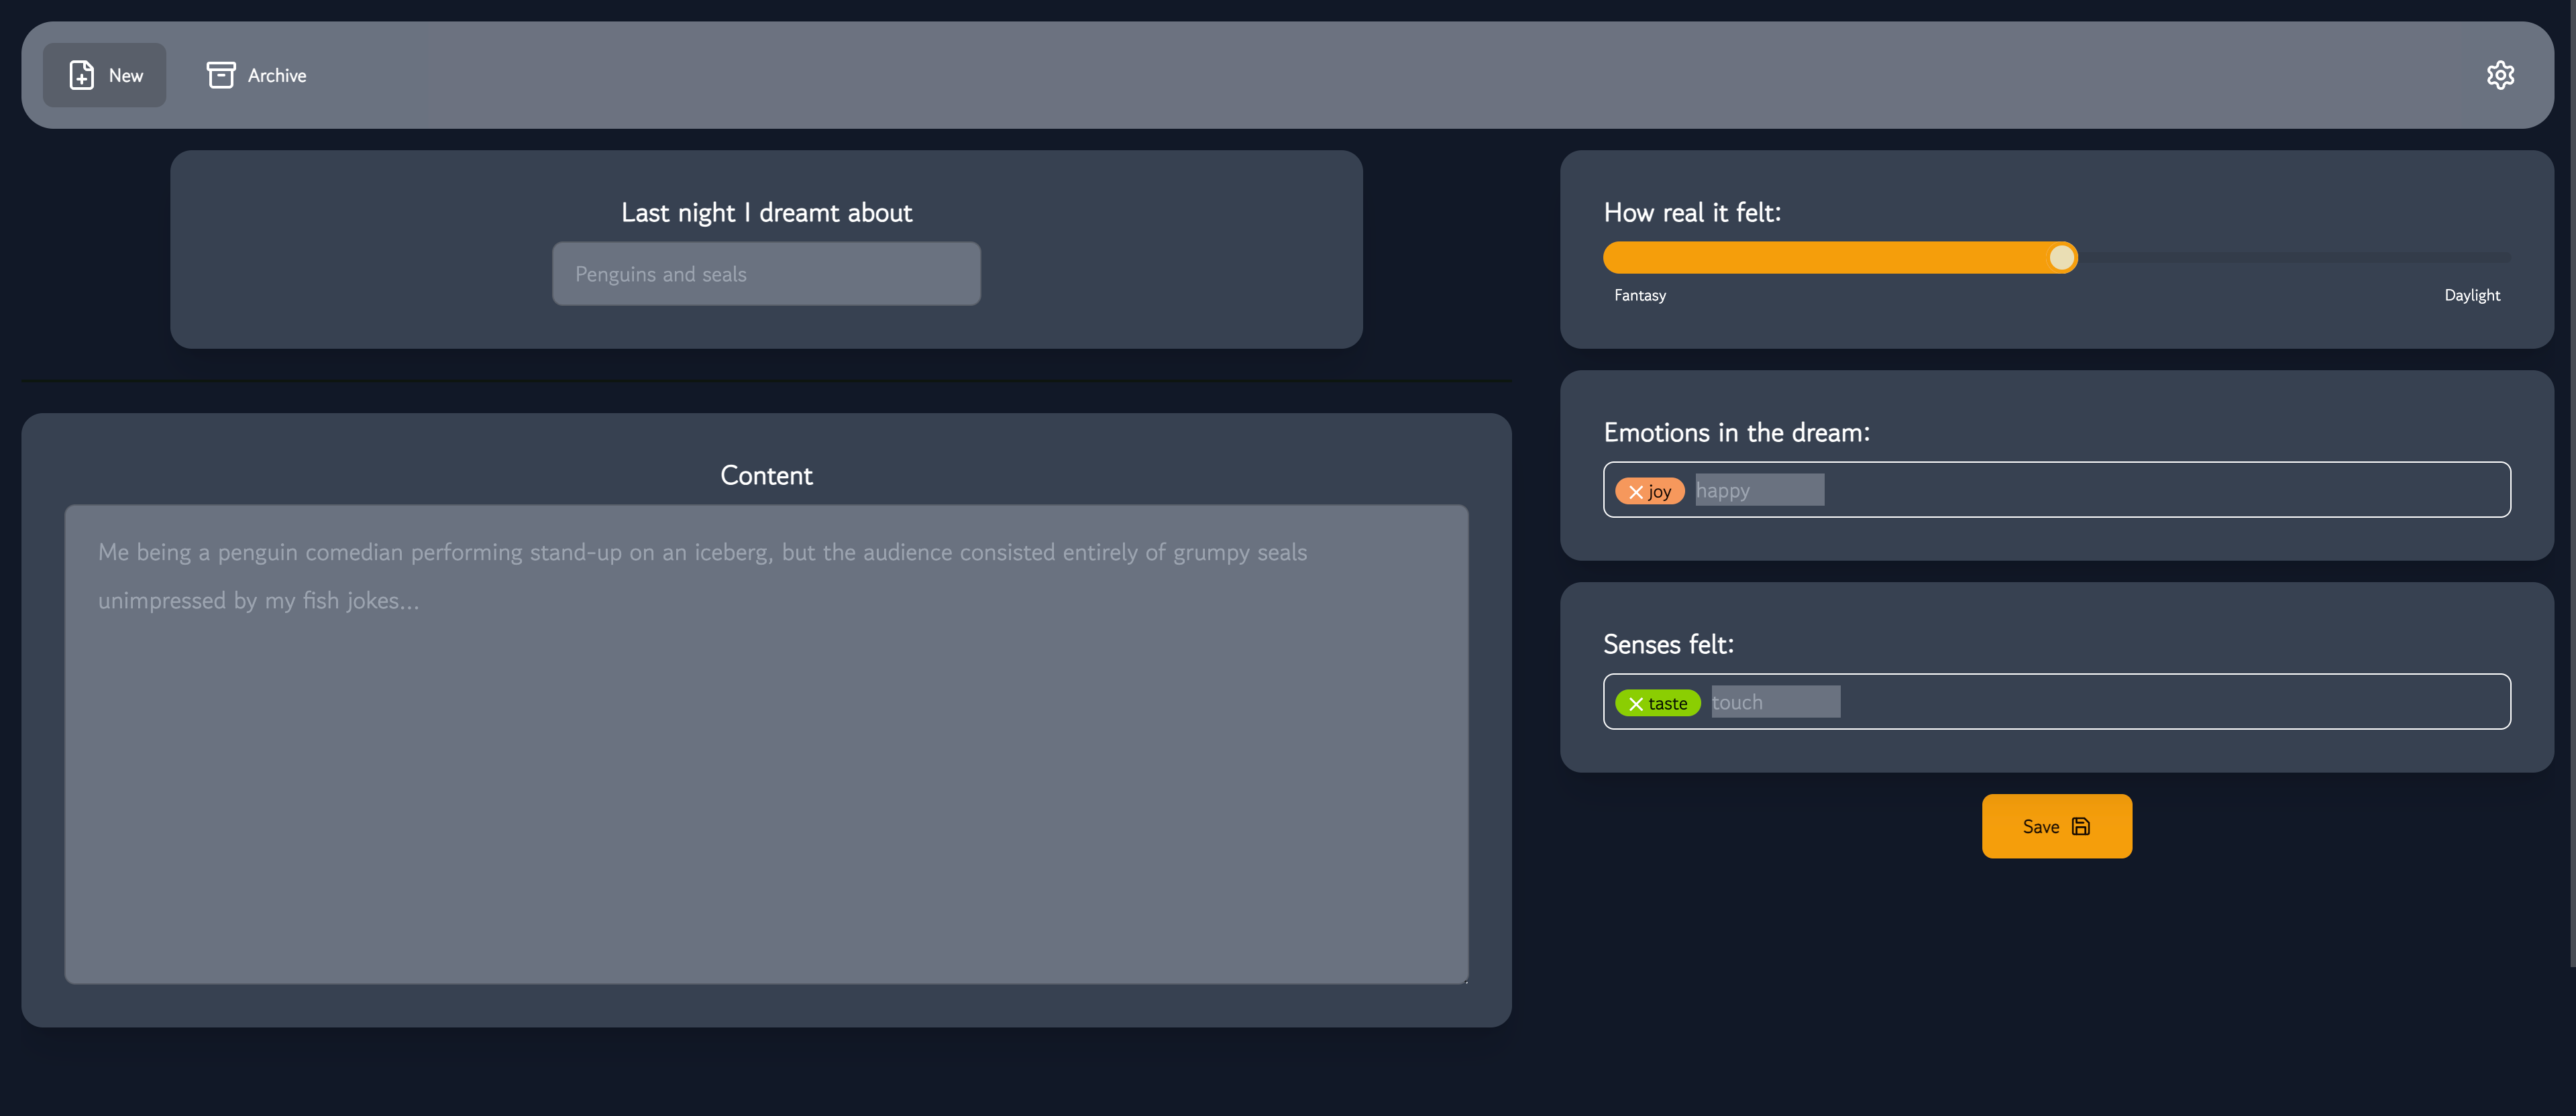 New
Archive
Last night I dreamt about
Penguins and seals
Content
Me being a penguin comedian performing stand-up on an iceberg, but the audience consisted entirely of grumpy seals
unimpressed by my fish jokes...
How real it felt:
Fantasy
Daylight
Emotions in the dream:
joy
happy
Senses felt:
taste
touch
Save